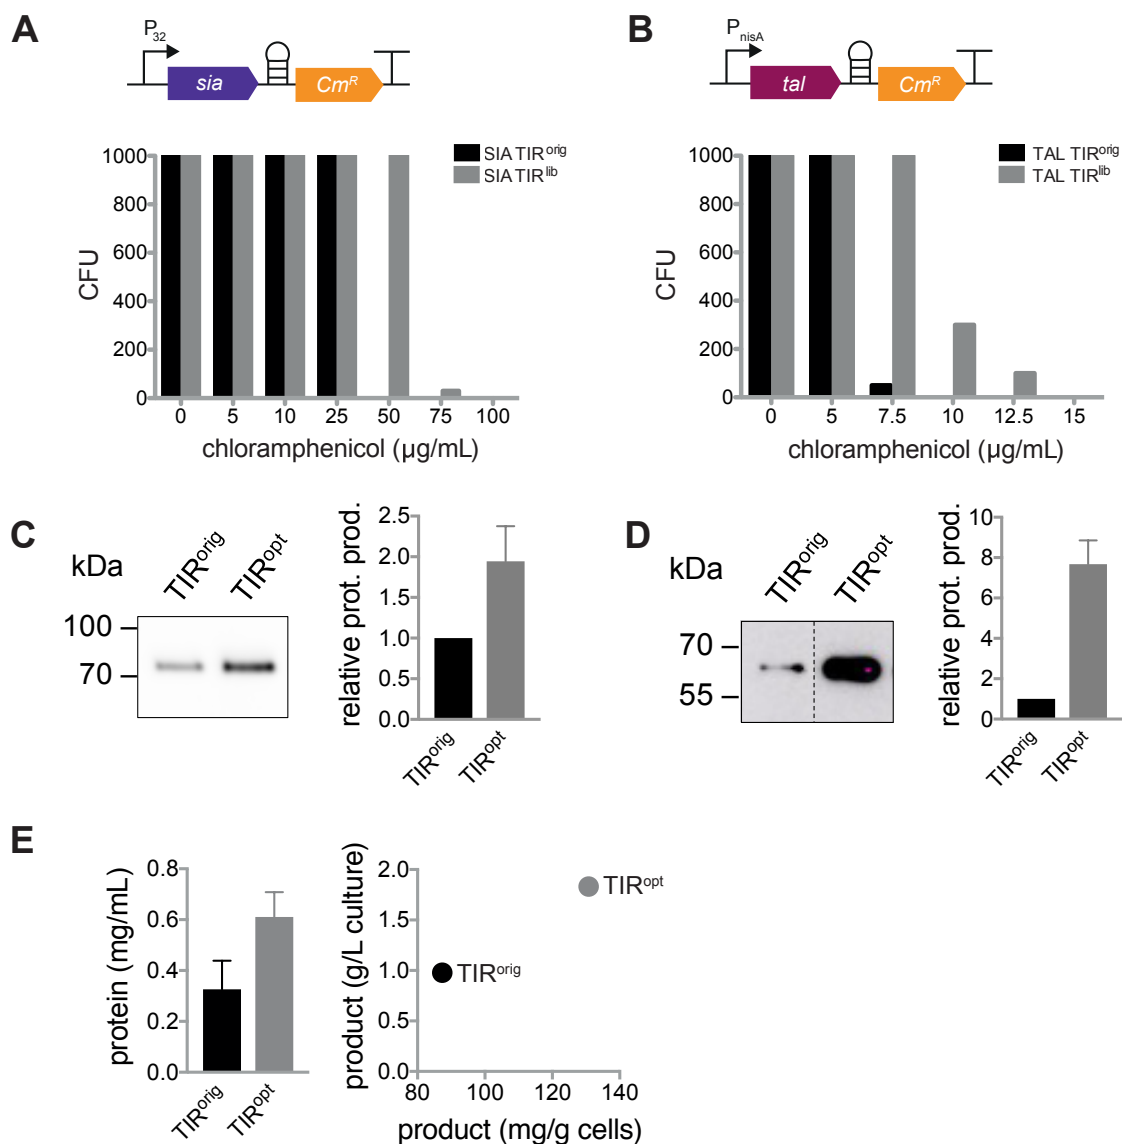 A
P32
sia
CmR
1000
800
600
400
200
0
CFU
SIA TIRorig
SIA TIRlib
0 5 10 25 50 75 100
chloramphenicol (µg/mL)
B
PnisA
tal
CmR
1000
800
600
400
200
0
CFU
TAL TIRorig
TAL TIRlib
0 5 7.5 10 12.5 15
chloramphenicol (µg/mL)
C
kDa
TIRorig
TIRopt
100
70
relative prot. prod.
2.5
2.0
1.5
1.0
0.5
0.0
TIRorig
TIRopt
D
kDa
TIRorig
TIRopt
70
55
relative prot. prod.
10
8
6
4
2
0
TIRorig
TIRopt
E
protein (mg/mL)
0.8
0.6
0.4
0.2
0.0
TIRorig
TIRopt
product (g/L culture)
2.0
1.5
1.0
0.5
0.0
TIRopt
TIRorig
80 100 120 140
product (mg/g cells)